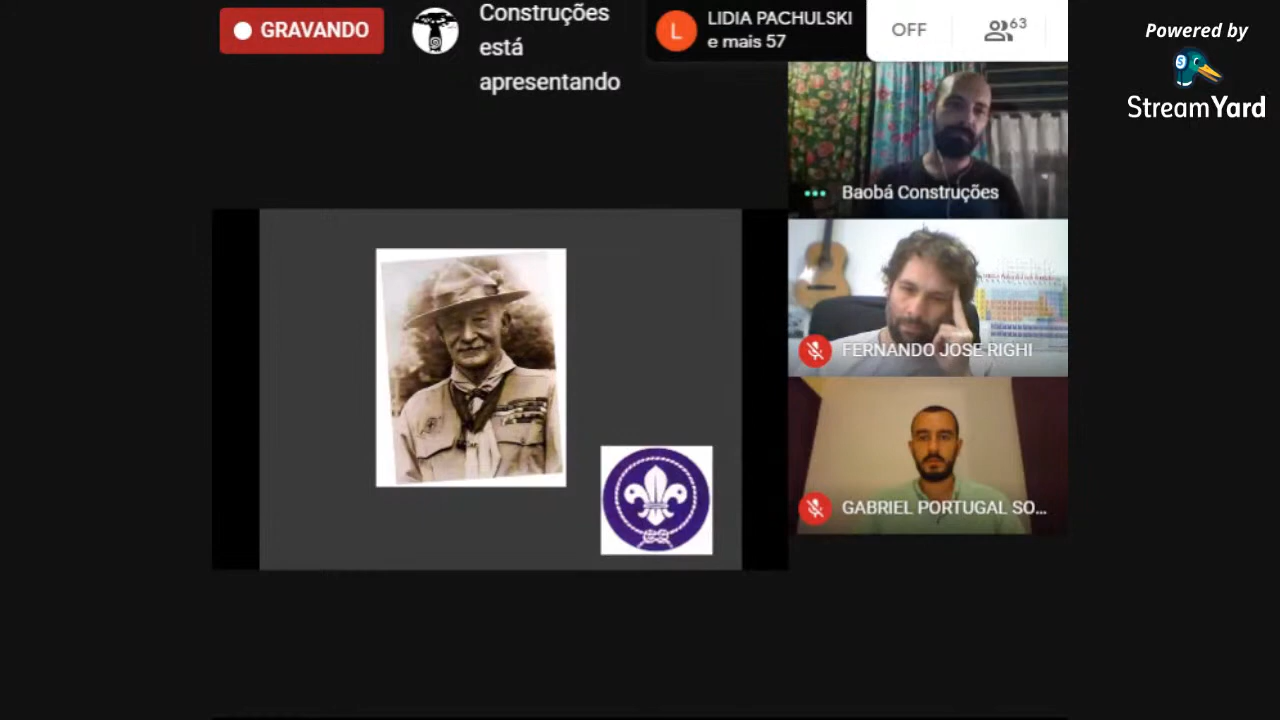 GRAVANDO
Construções
está
apresentando
L
LIDIA PACHULSKI
e mais 57
OFF
63
Powered by
StreamYard
Baobá Construções
FERNANDO JOSE RIGHI
GABRIEL PORTUGAL SO...